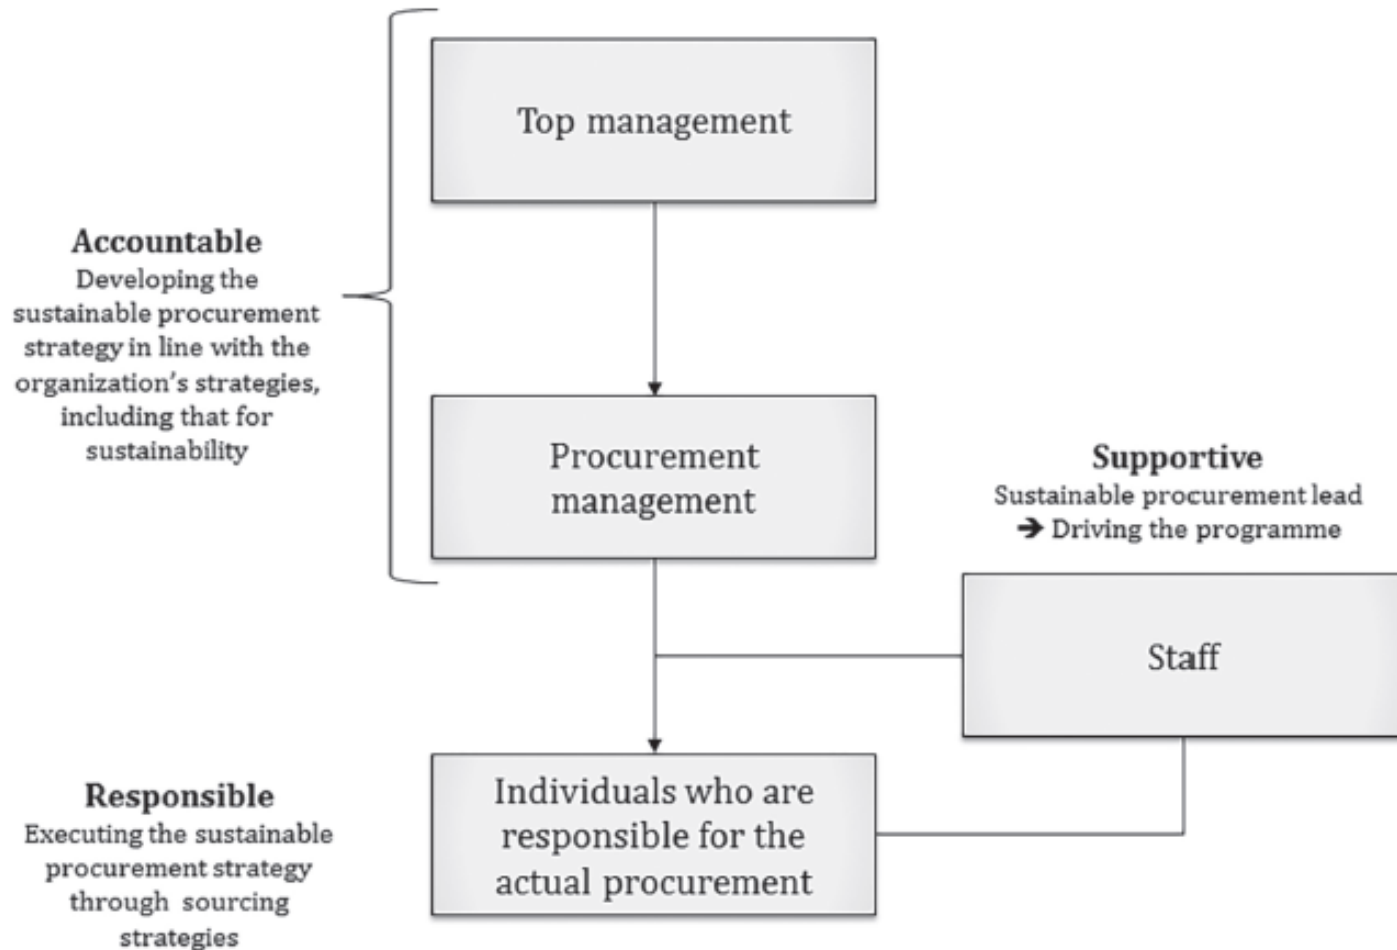 Top management
Accountable
Developing the
sustainable procurement
strategy in line with the
organization's strategies,
including that for
sustainability
Procurement
management
Supportive
Sustainable procurement lead
➔ Driving the programme
Staff
Responsible
Executing the sustainable
procurement strategy
through sourcing
strategies
Individuals who are
responsible for the
actual procurement